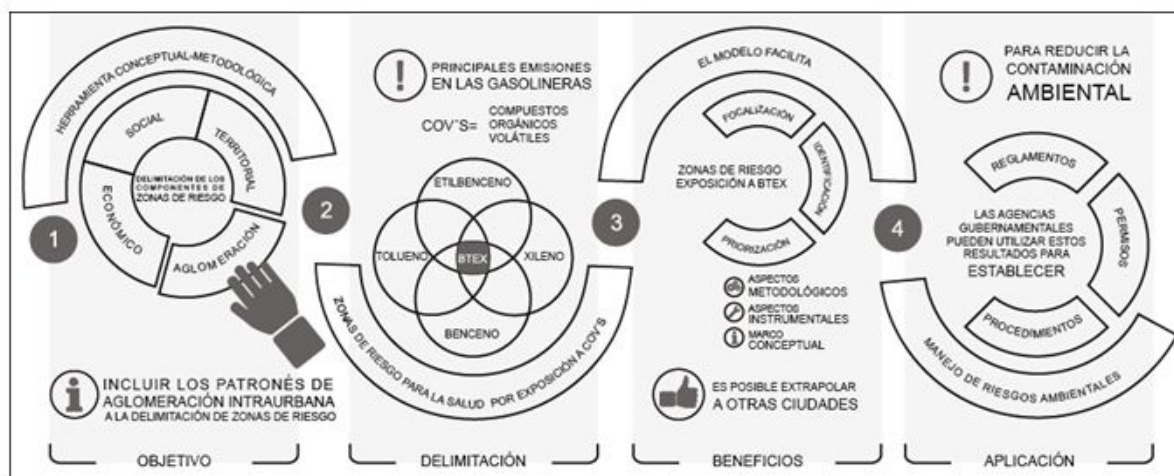 HERRAMIENTA CONCEPTUAL-METODOLÓGICA
SOCIAL
TERRITORIAL
ECONÓMICO
AGLOMERACIÓN
DELIMITACIÓN DE LOS
COMPONENTES DE
ZONAS DE RIESGO
1
INCLUIR LOS PATRONÉS DE
AGLOMERACIÓN INTRAURBANA
A LA DELIMITACIÓN DE ZONAS DE RIESGO
OBJETIVO
2
PRINCIPALES EMISIONES
EN LAS GASOLINERAS
COV´S=
COMPUESTOS
ORGÁNICOS
VOLÁTILES
ETILBENCENO
TOLUENO
BTEX
XILENO
BENCENO
ZONAS DE RIESGO PARA LA SALUD POR EXPOSICIÓN A COV´S
DELIMITACIÓN
3
EL MODELO FACILITA
FOCALIZACIÓN
IDENTIFICACIÓN
PRIORIZACIÓN
ZONAS DE RIESGO
EXPOSICIÓN A BTEX
ASPECTOS
METODOLÓGICOS
ASPECTOS
INSTRUMENTALES
MARCO
CONCEPTUAL
ES POSIBLE EXTRAPOLAR
A OTRAS CIUDADES
BENEFICIOS
4
PARA REDUCIR LA
CONTAMINACIÓN
AMBIENTAL
REGLAMENTOS
PERMISOS
PROCEDIMIENTOS
LAS AGENCIAS
GUBERNAMENTALES
PUEDEN UTILIZAR ESTOS
RESULTADOS PARA
ESTABLECER
MANEJO DE RIESGOS AMBIENTALES
APLICACIÓN